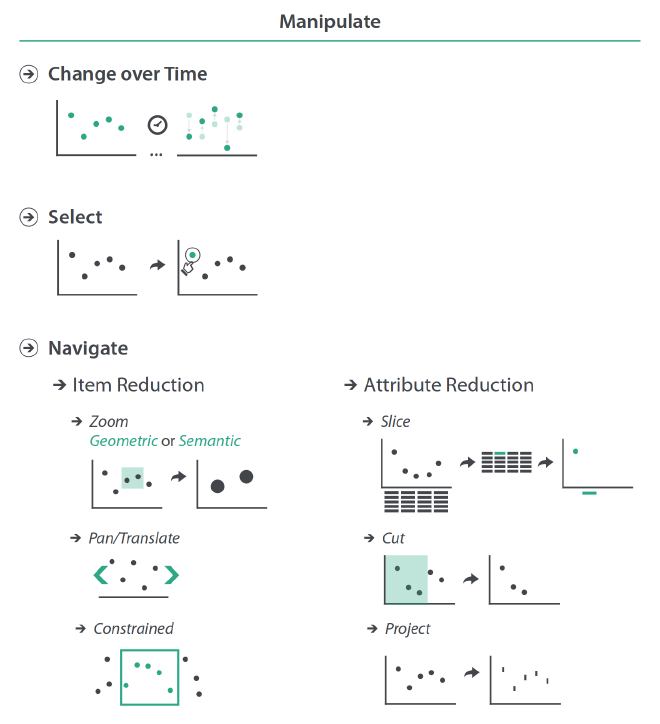 Manipulate
Change over Time
...
Select
Navigate
Item Reduction
Zoom
Geometric or Semantic
Pan/Translate
Constrained
Attribute Reduction
Slice
Cut
Project